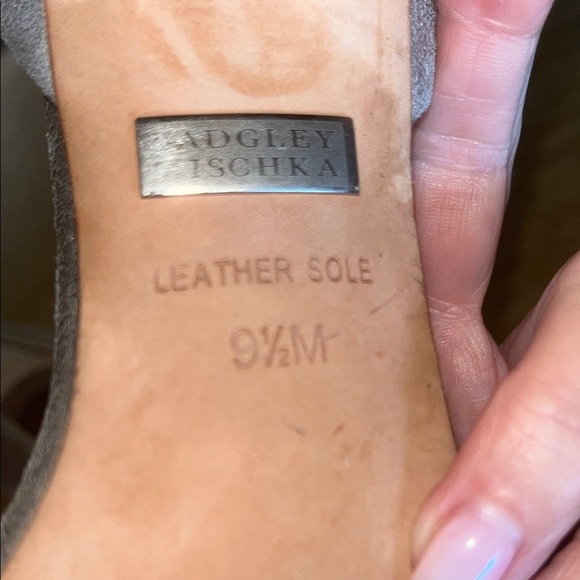 ADGLEY
ISCHKA
LEATHER SOLE
9½M